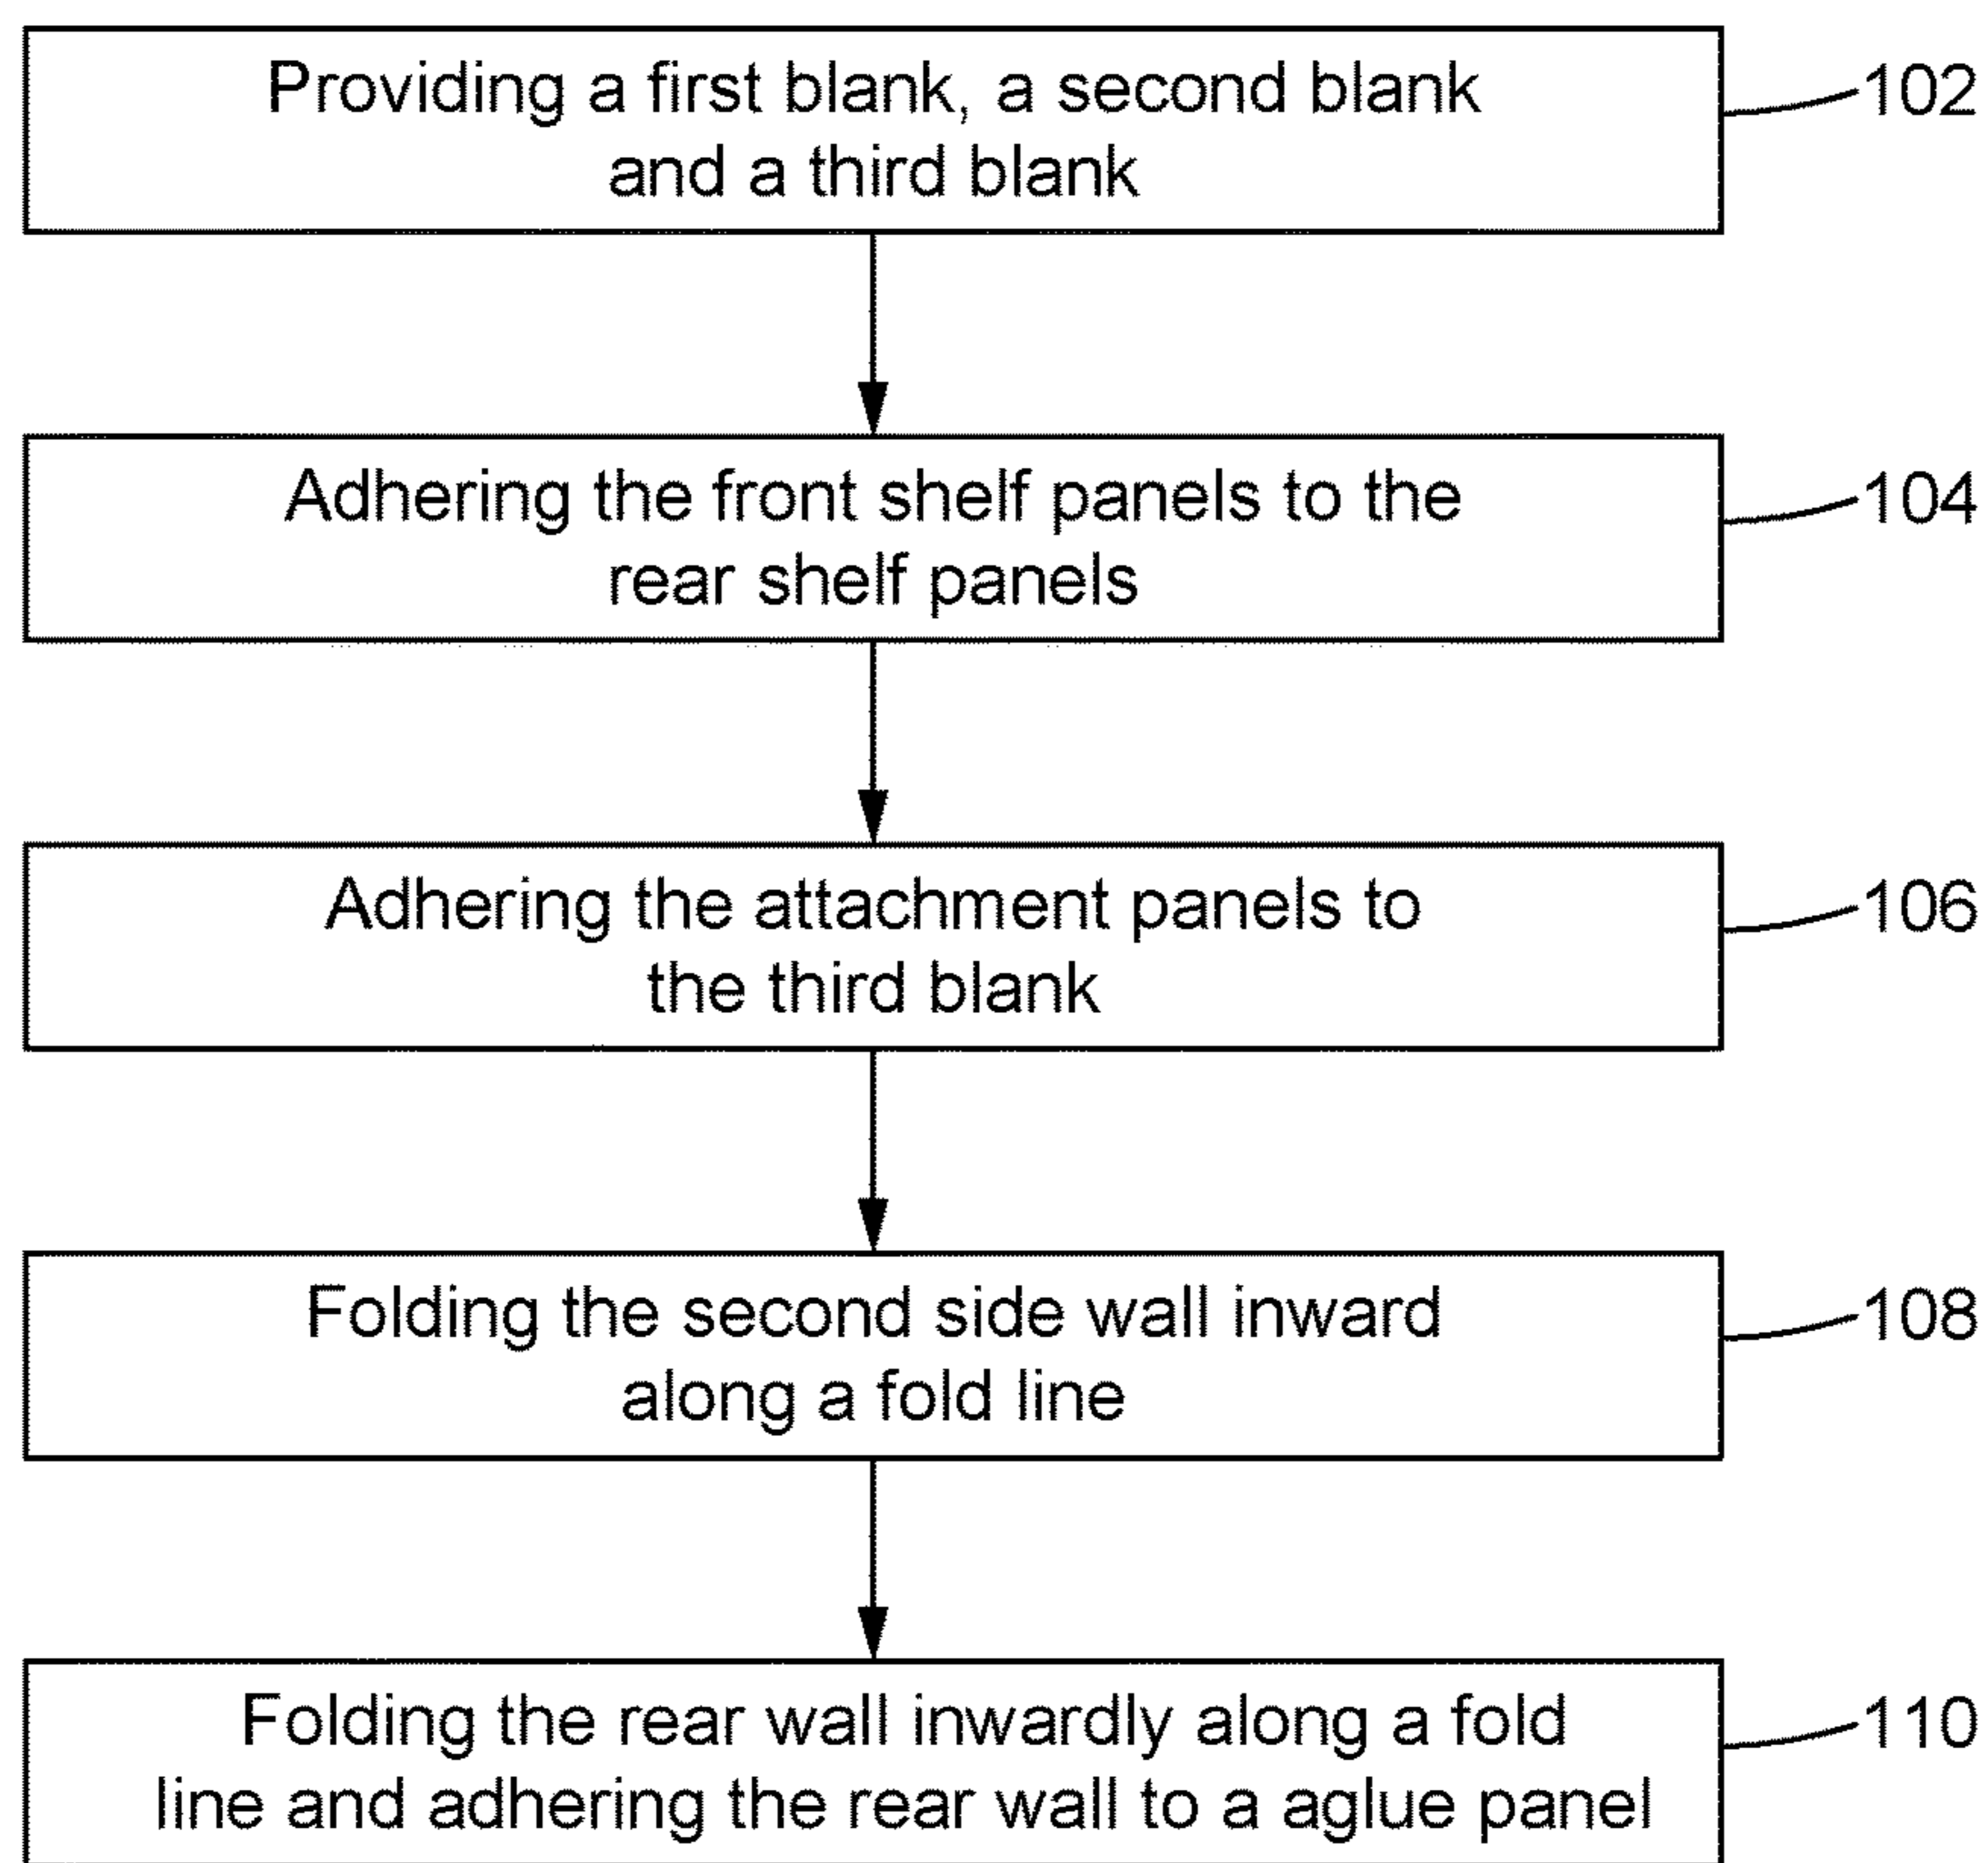 Providing a first blank, a second blank
and a third blank
102
Adhering the front shelf panels to the
rear shelf panels
104
Adhering the attachment panels to
the third blank
106
Folding the second side wall inward
along a fold line
108
Folding the rear wall inwardly along a fold
line and adhering the rear wall to a aglue panel
110